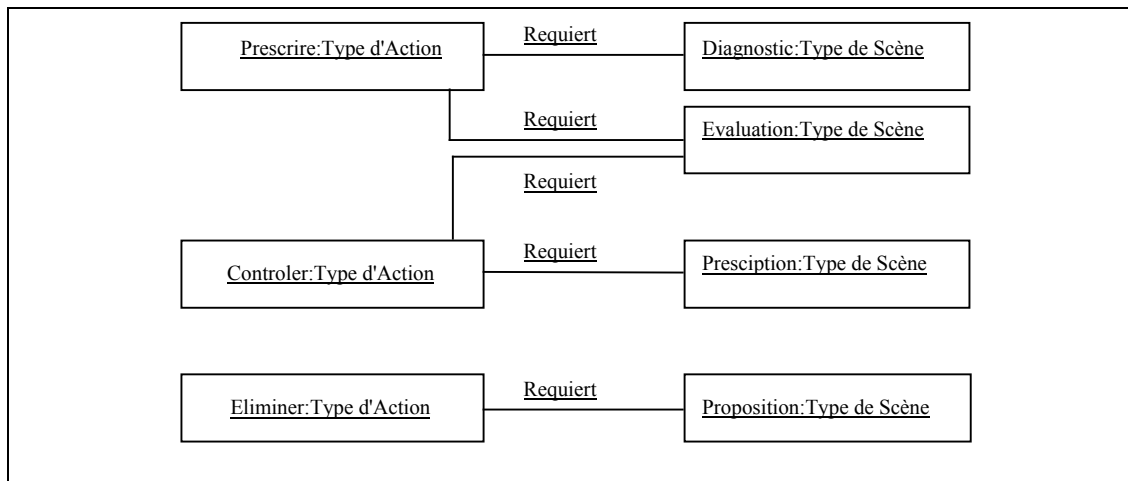 Prescrire:Type d'Action
Requiert
Diagnostic:Type de Scène
Requiert
Evaluation:Type de Scène
Requiert
Controler:Type d'Action
Requiert
Presciption:Type de Scène
Eliminer:Type d'Action
Requiert
Proposition:Type de Scène